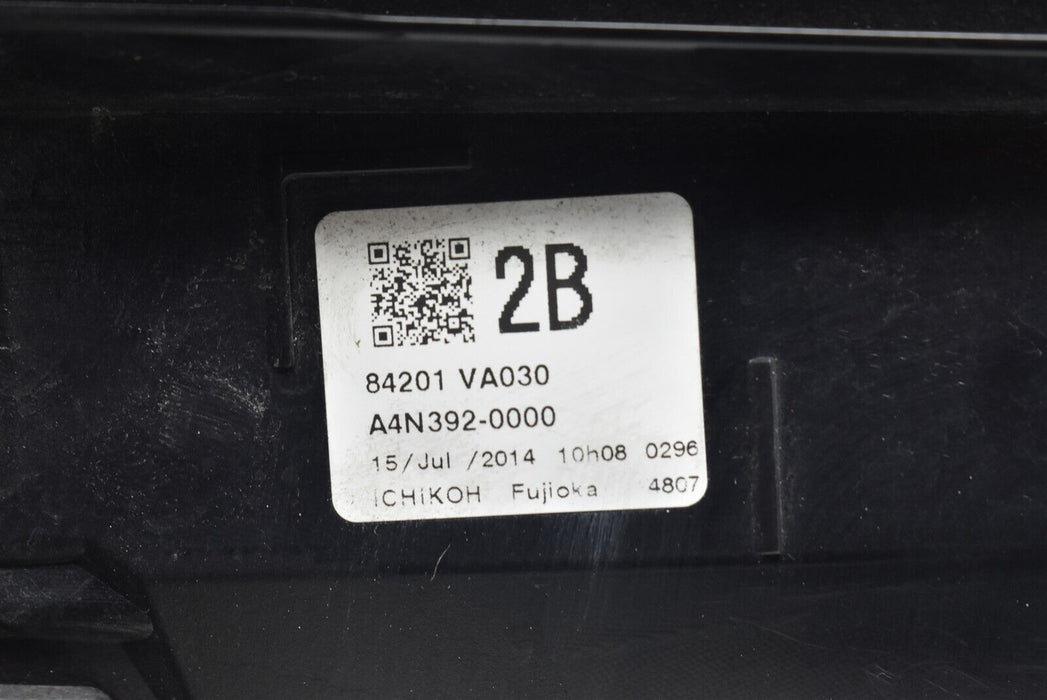 2B
84201 VA030
A4N392-0000
15/Jul /2014 10h08 0296
ICHIKOH Fujioka 4807